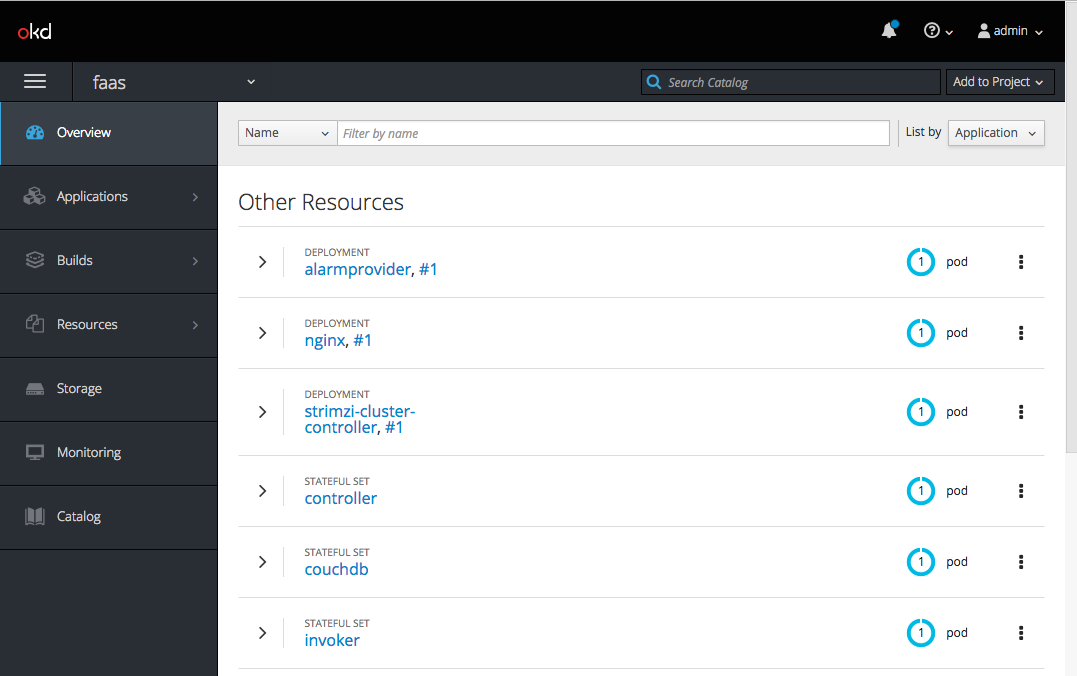 okd
admin
faas
Search Catalog
Add to Project
Overview
Applications
Builds
Resources
Storage
Monitoring
Catalog
Name
Filter by name
List by
Application
Other Resources
DEPLOYMENT
alarmprovider, #1
1 pod
DEPLOYMENT
nginx, #1
1 pod
DEPLOYMENT
strimzi-cluster-
controller, #1
1 pod
STATEFUL SET
controller
1 pod
STATEFUL SET
couchdb
1 pod
STATEFUL SET
invoker
1 pod